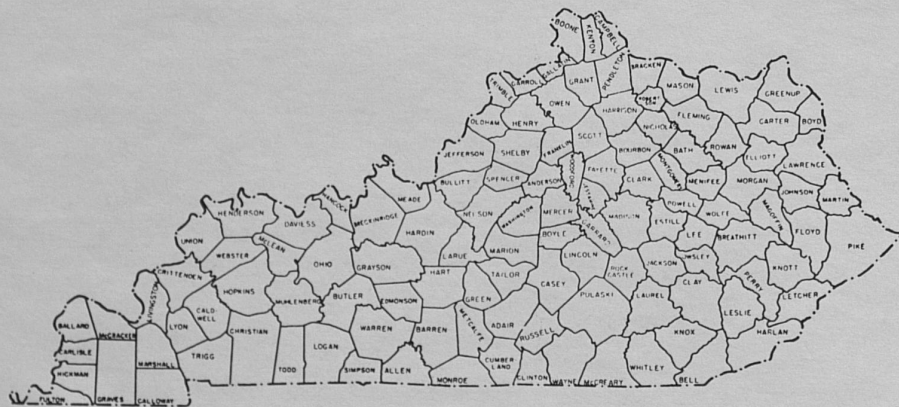 BOONE
KENTON
CAMPBELL
GALLATIN
CARROLL
TRIMBLE
GRANT
PENDLETON
BRACKEN
MASON
LEWIS
GREENUP
OWEN
ROBERTSON
OLDHAM
HENRY
HARRISON
FLEMING
CARTER
BOYD
SCOTT
NICHOLAS
ROWAN
JEFFERSON
SHELBY
FRANKLIN
BOURBON
BATH
ELLIOTT
LAWRENCE
WOODFORD
FAYETTE
MONTGOMERY
BULLITT
SPENCER
ANDERSON
CLARK
MENIFEE
MORGAN
JOHNSON
MARTIN
HANCOCK
MEADE
POWELL
HENDERSON
DAVIESS
BRECKINRIDGE
HARDIN
NELSON
WASHINGTON
MERCER
MADISON
ESTILL
WOLFE
MAGOFFIN
FLOYD
PIKE
UNION
MCLEAN
BOYLE
GARRARD
LEE
BREATHITT
WEBSTER
OHIO
GRAYSON
LARUE
MARION
LINCOLN
JACKSON
OWSLEY
KNOTT
CRITTENDEN
HART
TAILOR
ROCK
CASTLE
PERRY
LIVINGSTON
HOPKINS
MUHLENBERG
BUTLER
EDMONSON
GREEN
CASEY
PULASKI
LAUREL
CLAY
LETCHER
LYON
CALD-
WELL
LESLIE
BALLARD
McCRACKEN
CHRISTIAN
WARREN
BARREN
METCALFE
ADAIR
RUSSELL
KNOX
HARLAN
CARLISLE
LOGAN
TRIGG
MARSHALL
HICKMAN
TODD
SIMPSON
ALLEN
MONROE
CUMBER
LAND
CLINTON
WAYNE
McCREARY
WHITLEY
BELL
FULTON
GRAVES
CALLOWAY